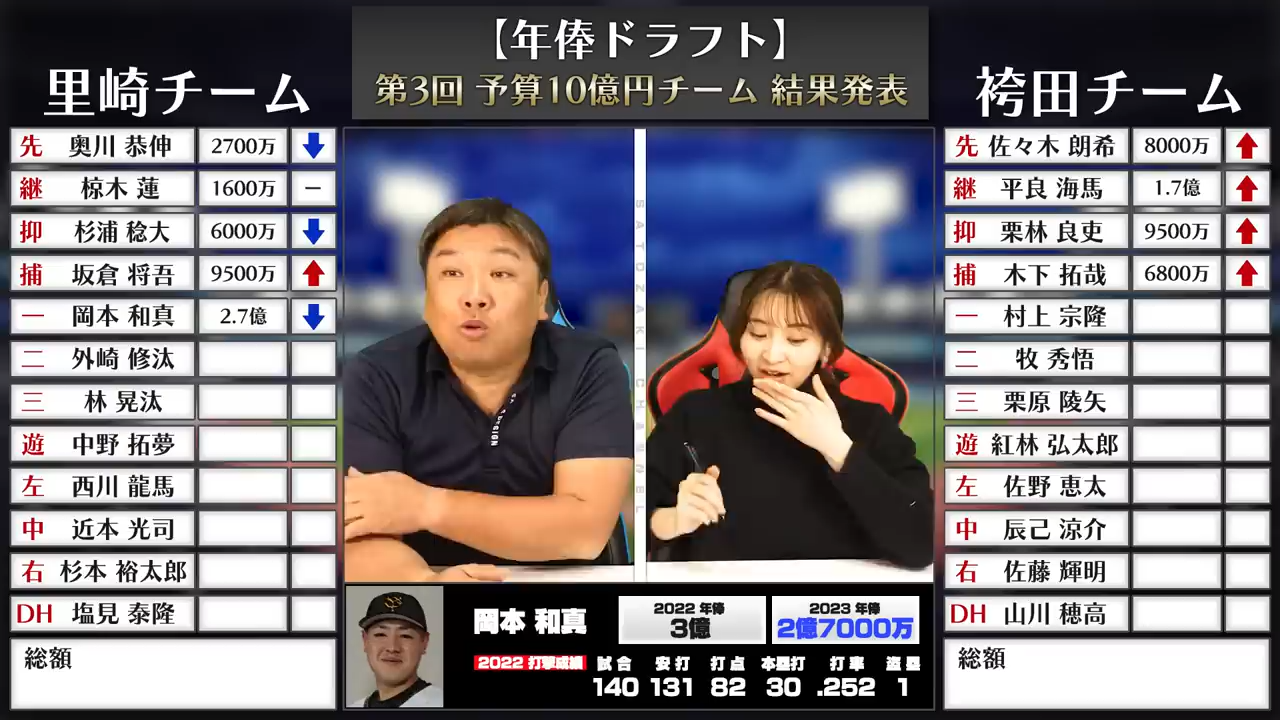 【年俸ドラフト】
第3回 予算10億円チーム 結果発表
里崎チーム
先 奥川 恭伸 2700万
継 椋木 蓮 1600万 −
抑 杉浦 稔大 6000万
捕 坂倉 将吾 9500万
一 岡本 和真 2.7億
二 外崎 修汰
三 林 晃汰
遊 中野 拓夢
左 西川 龍馬
中 近本 光司
右 杉本 裕太郎
DH 塩見 泰隆
総額
SATOZAKI CHANNEL
岡本 和真
2022 年俸
3億
2023 年俸
2億7000万
2022 打撃成績 試合 安打 打点 本塁打 打率 盗塁
140 131 82 30 .252 1
袴田チーム
先 佐々木 朗希 8000万
継 平良 海馬 1.7億
抑 栗林 良吏 9500万
捕 木下 拓哉 6800万
一 村上 宗隆
二 牧 秀悟
三 栗原 陵矢
遊 紅林 弘太郎
左 佐野 恵太
中 辰己 涼介
右 佐藤 輝明
DH 山川 穂高
総額